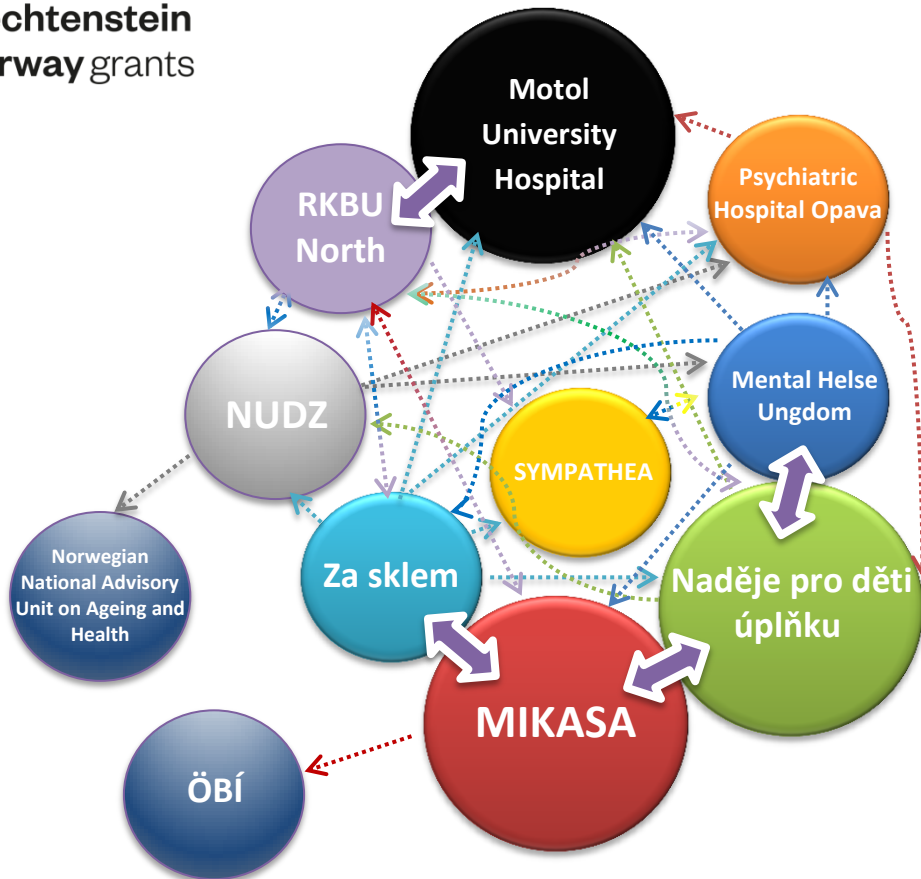 chtenstein
rway grants
Motol
University
Hospital
Psychiatric
Hospital Opava
RKBU
North
Mental Helse
Ungdom
NUDZ
SYMPATHEA
Norwegian
National Advisory
Unit on Ageing and
Health
Za sklem
Naděje pro děti
úplňku
MIKASA
ÖBÍ